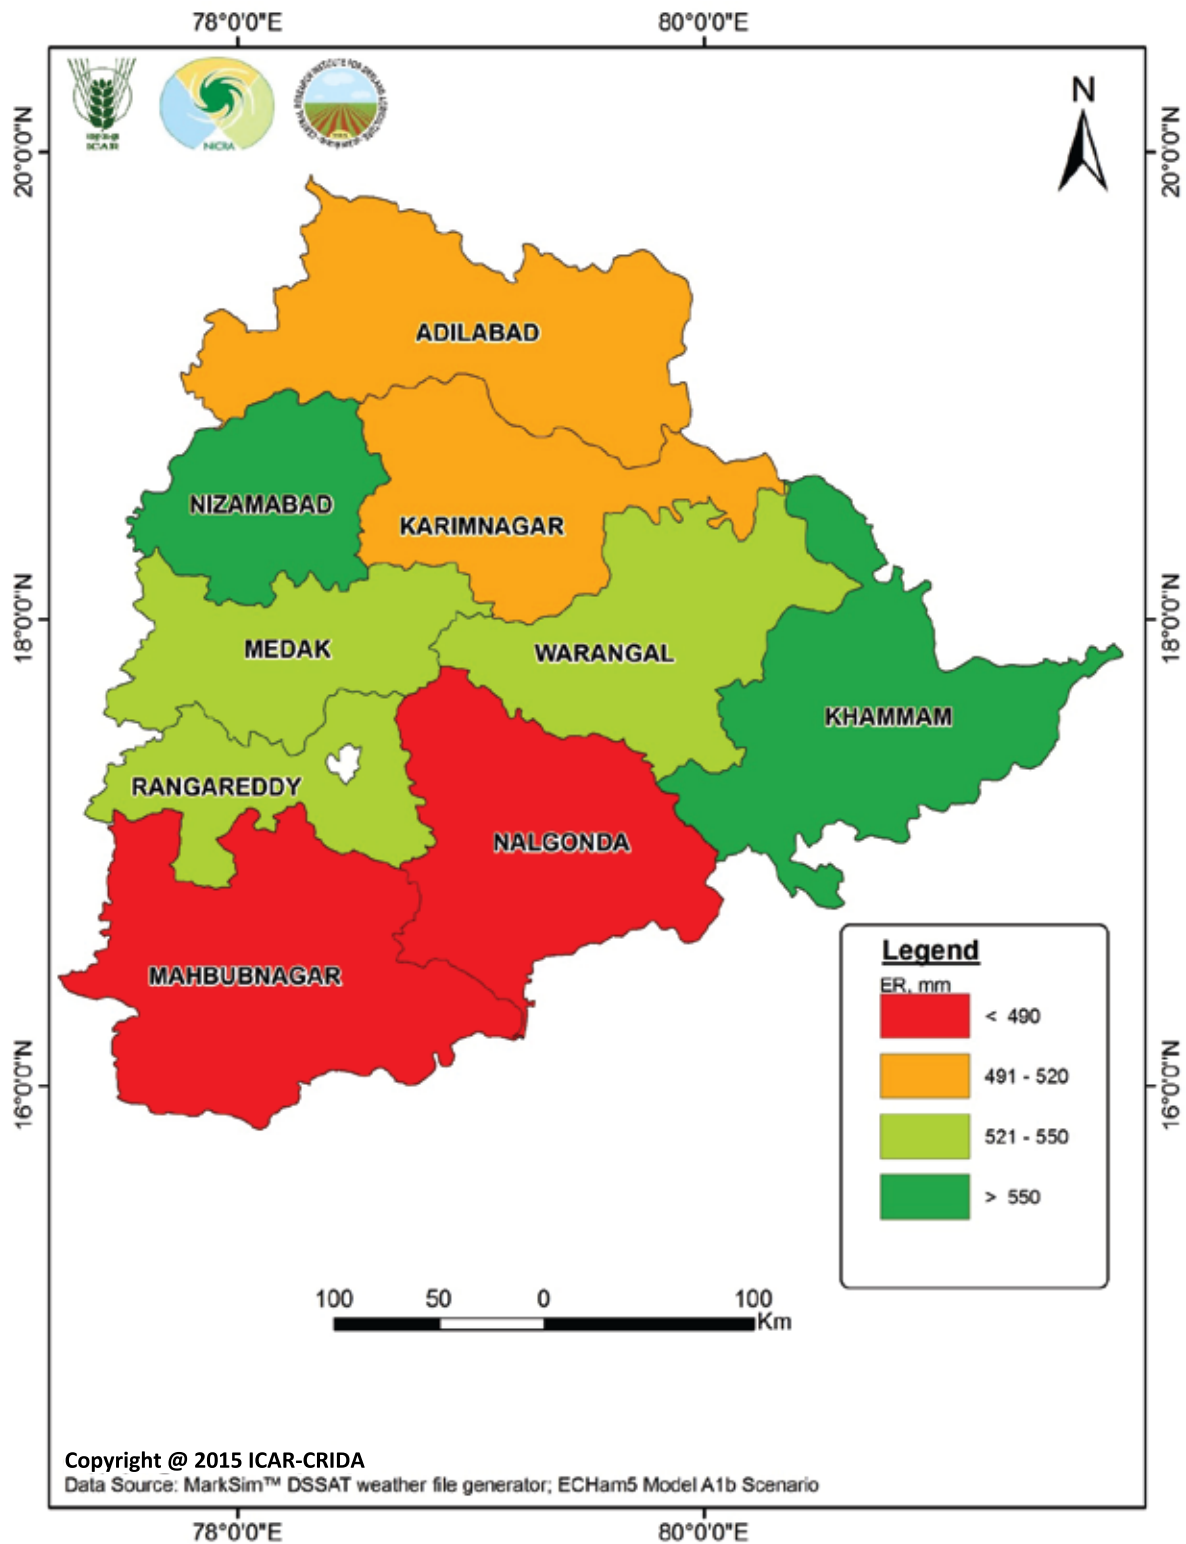 78°0'0"E
80°0'0"E
20°0'0"N
20°0'0"N
N
ICAR
NICRA
ADILABAD
NIZAMABAD
KARIMNAGAR
18°0'0"N
18°0'0"N
MEDAK
WARANGAL
KHAMMAM
RANGAREDDY
NALGONDA
MAHBUBNAGAR
Legend
ER, mm
< 490
491 - 520
521 - 550
> 550
16°0'0"N
16°0'0"N
100 50 0 100
Km
Copyright @ 2015 ICAR-CRIDA
Data Source: MarkSim™ DSSAT weather file generator; ECHam5 Model A1b Scenario
78°0'0"E
80°0'0"E